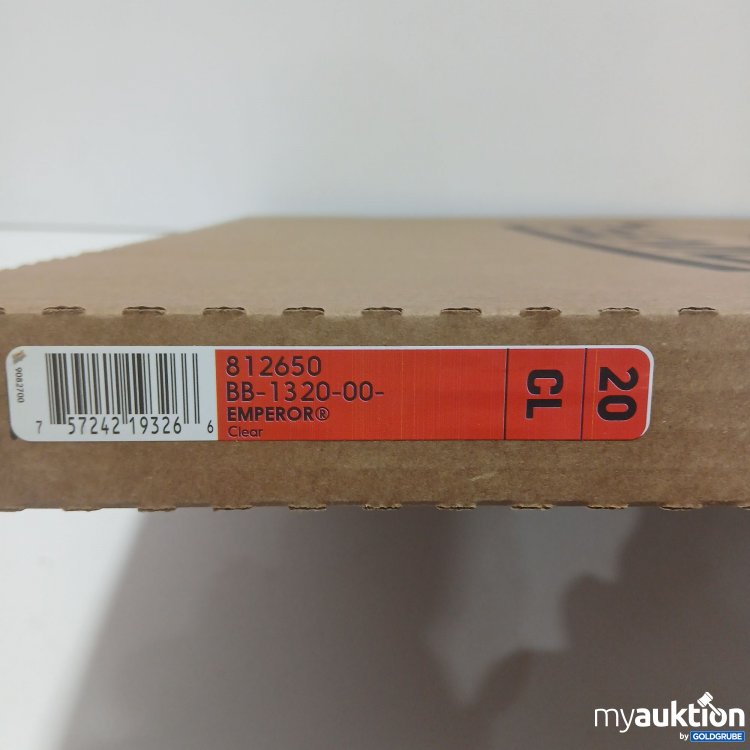 9082700
7 57242 19326 6
812650
BB-1320-00-
EMPEROR®
Clear
CL
20
myauktion
by GOLDGRUBE